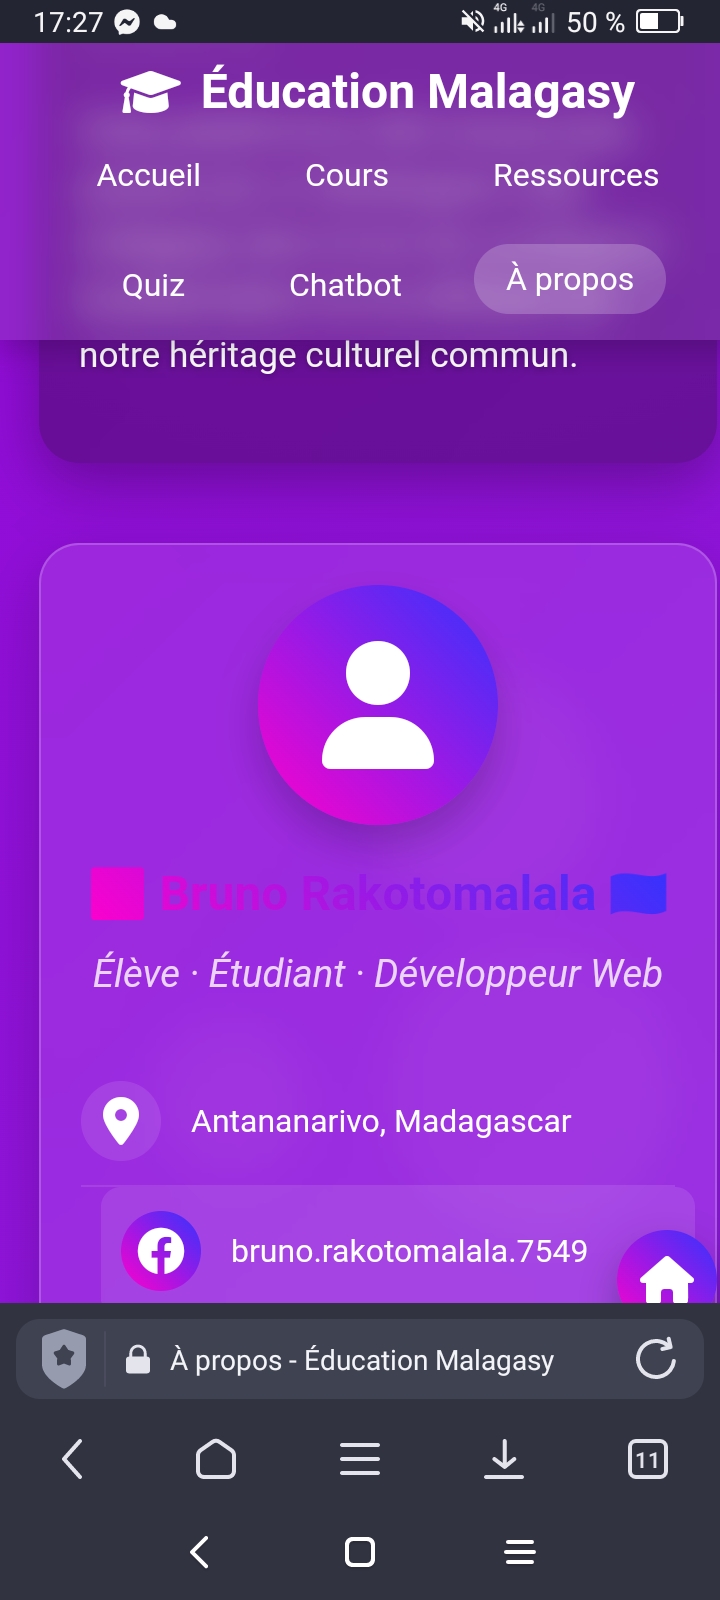 17:27
4G 4G 50 %
Éducation Malagasy
Accueil Cours Ressources
Quiz Chatbot À propos
notre héritage culturel commun.
Bruno Rakotomalala
Élève · Étudiant · Développeur Web
Antananarivo, Madagascar
bruno.rakotomalala.7549
À propos - Éducation Malagasy
11